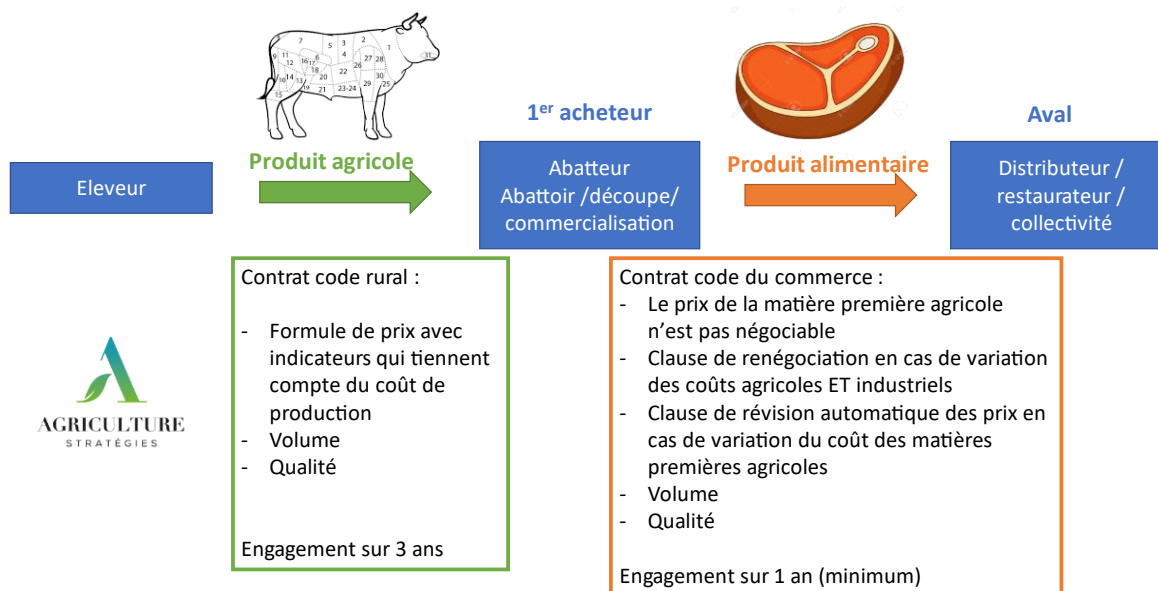 1er acheteur
Aval
Produit agricole
Produit alimentaire
Eleveur
Abatteur
Abattoir /découpe/
commercialisation
Distributeur /
restaurateur /
collectivité
Contrat code rural :
- Formule de prix avec
indicateurs qui tiennent
compte du coût de
production
- Volume
- Qualité
Engagement sur 3 ans
Contrat code du commerce :
- Le prix de la matière première agricole
n’est pas négociable
- Clause de renégociation en cas de variation
des coûts agricoles ET industriels
- Clause de révision automatique des prix en
cas de variation du coût des matières
premières agricoles
- Volume
- Qualité
Engagement sur 1 an (minimum)
AGRICULTURE
STRATÉGIES